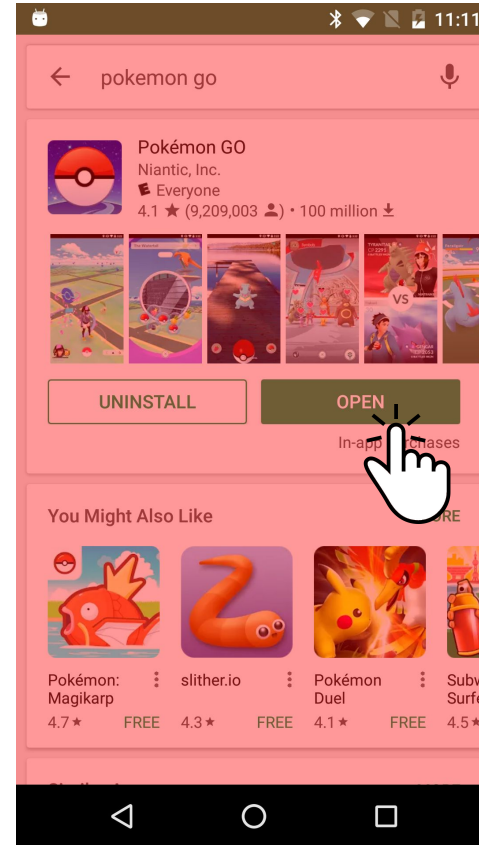 11:11
pokemon go
Pokémon GO
Niantic, Inc.
E Everyone
4.1 ★ (9,209,003 ) • 100 million
VS
UNINSTALL
OPEN
In-app
You Might Also Like
Pokémon: Magikarp
slither.io
Pokémon Duel
4.7★ FREE
4.3★ FREE
4.1★ FREE
4.5★